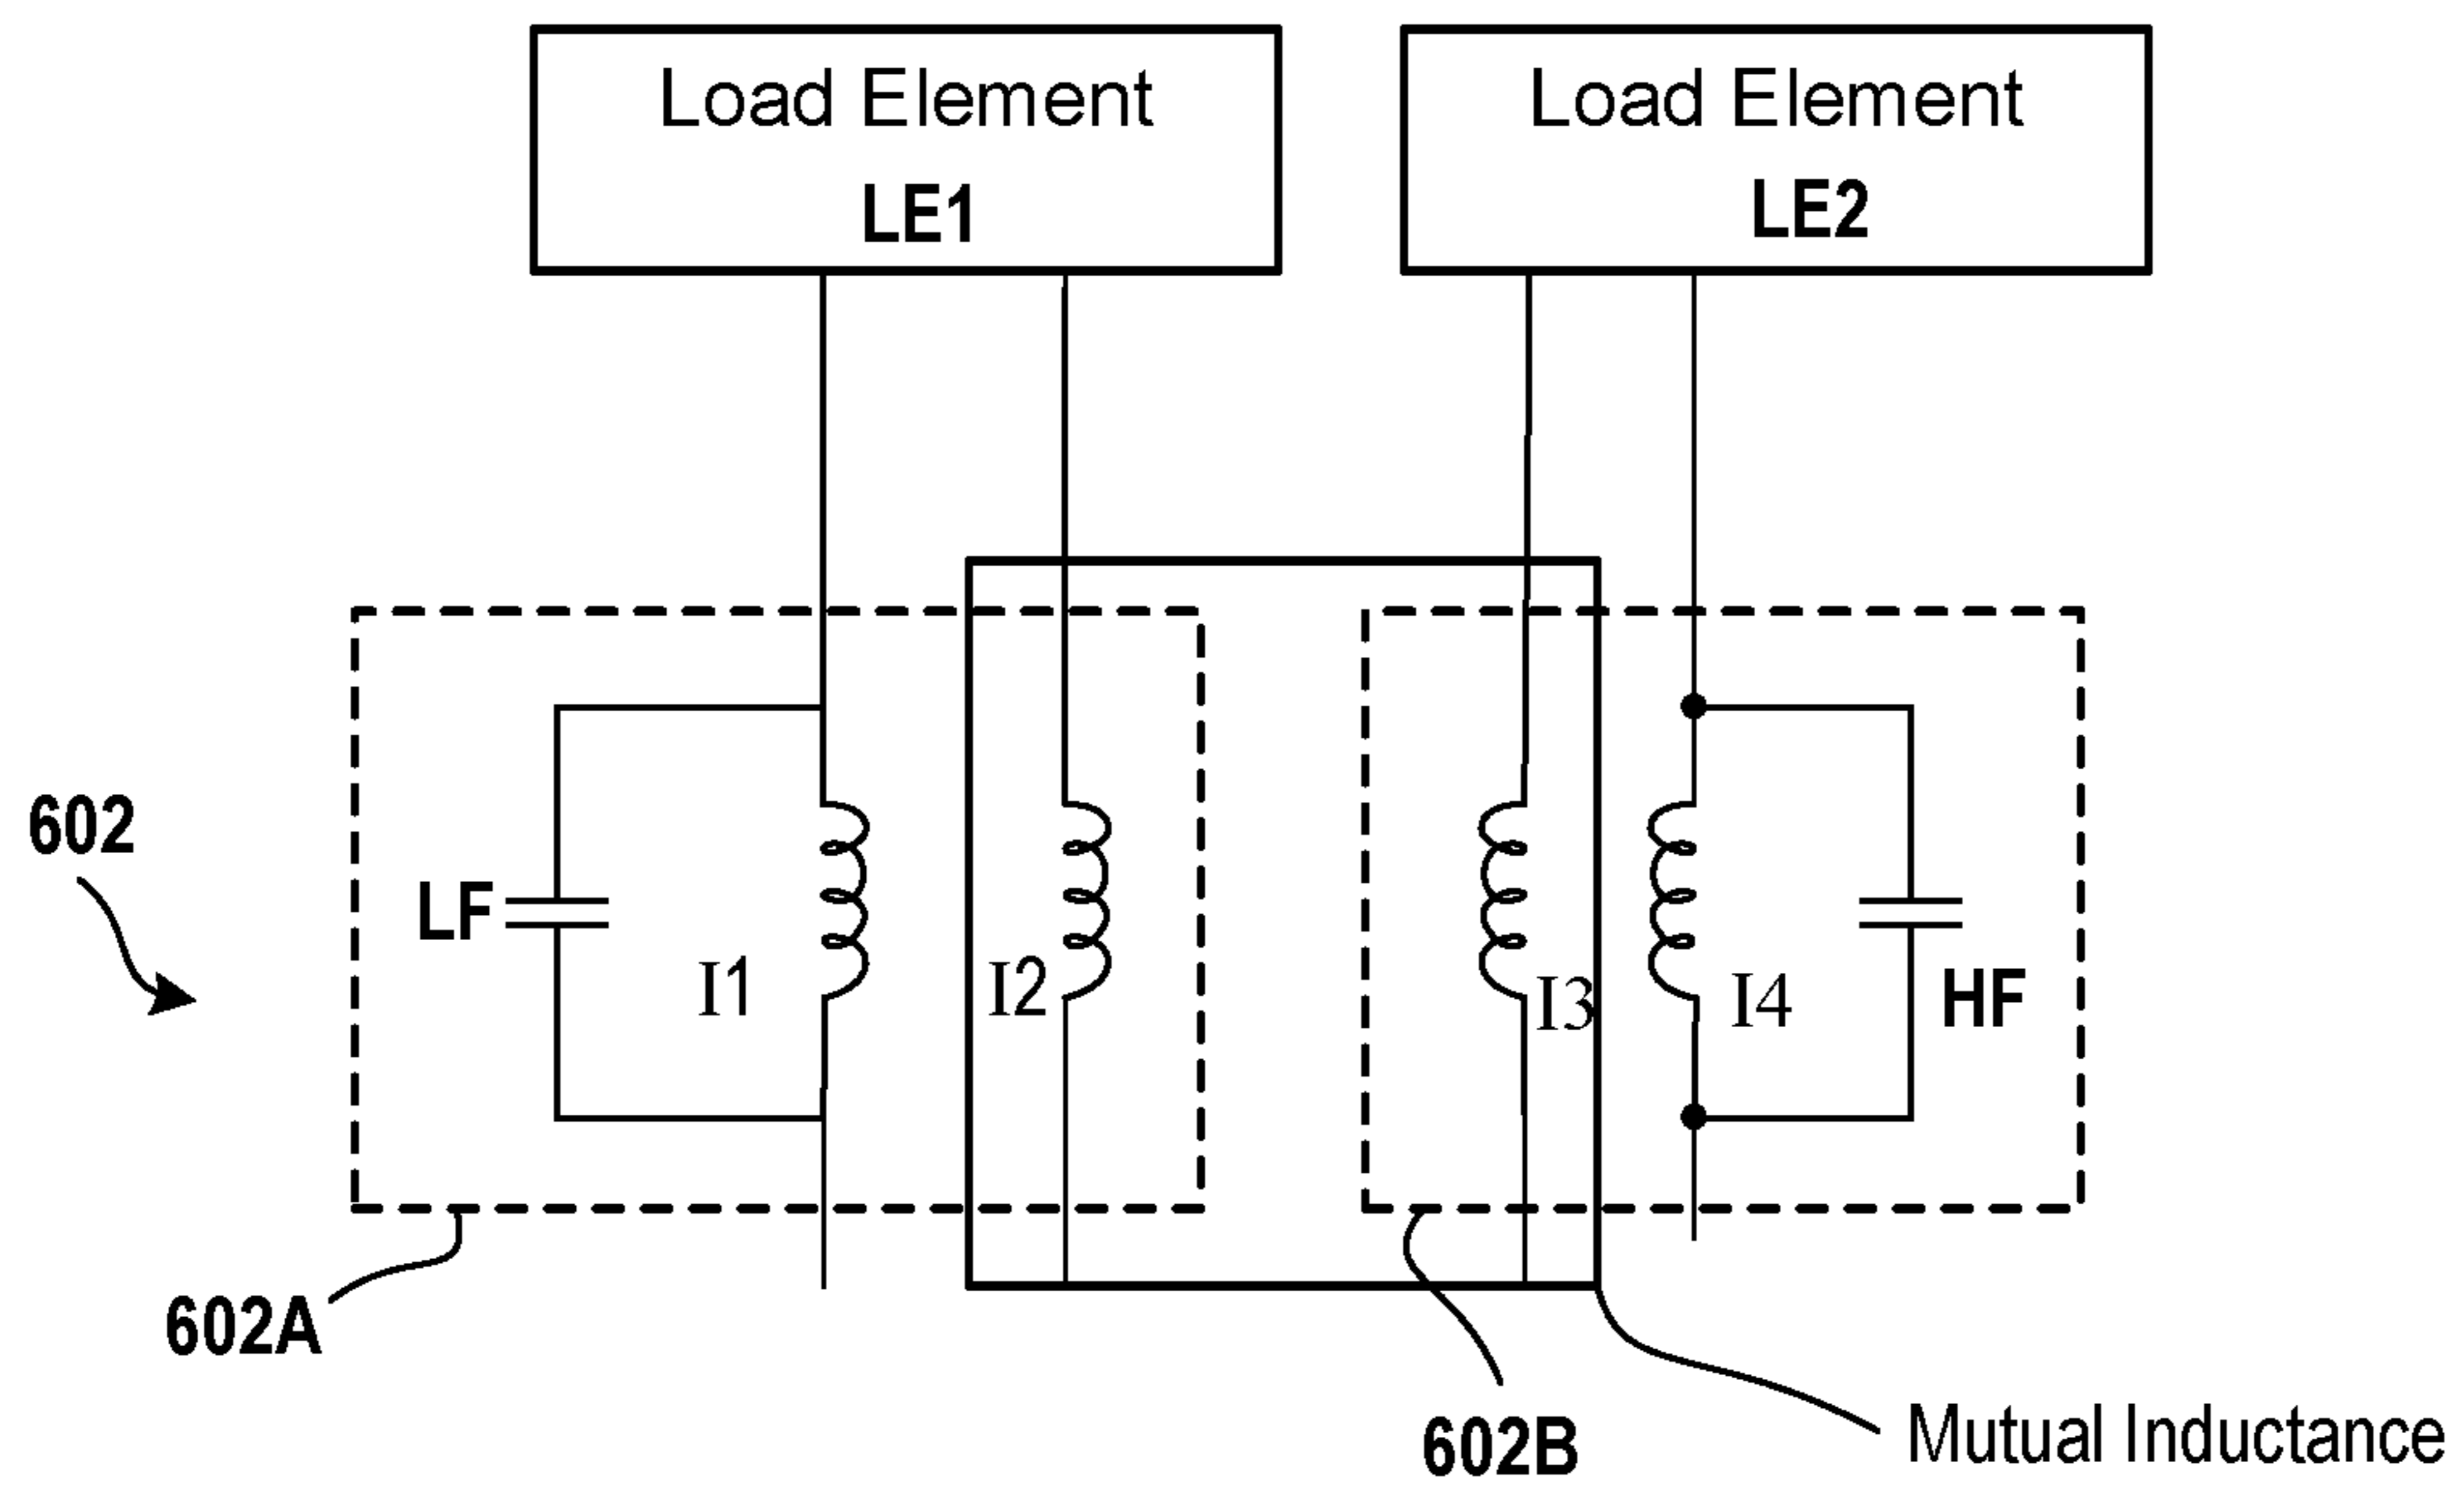 Load Element
LE1
Load Element
LE2
602
LF
I1
I2
I3
I4
HF
602A
602B
Mutual Inductance